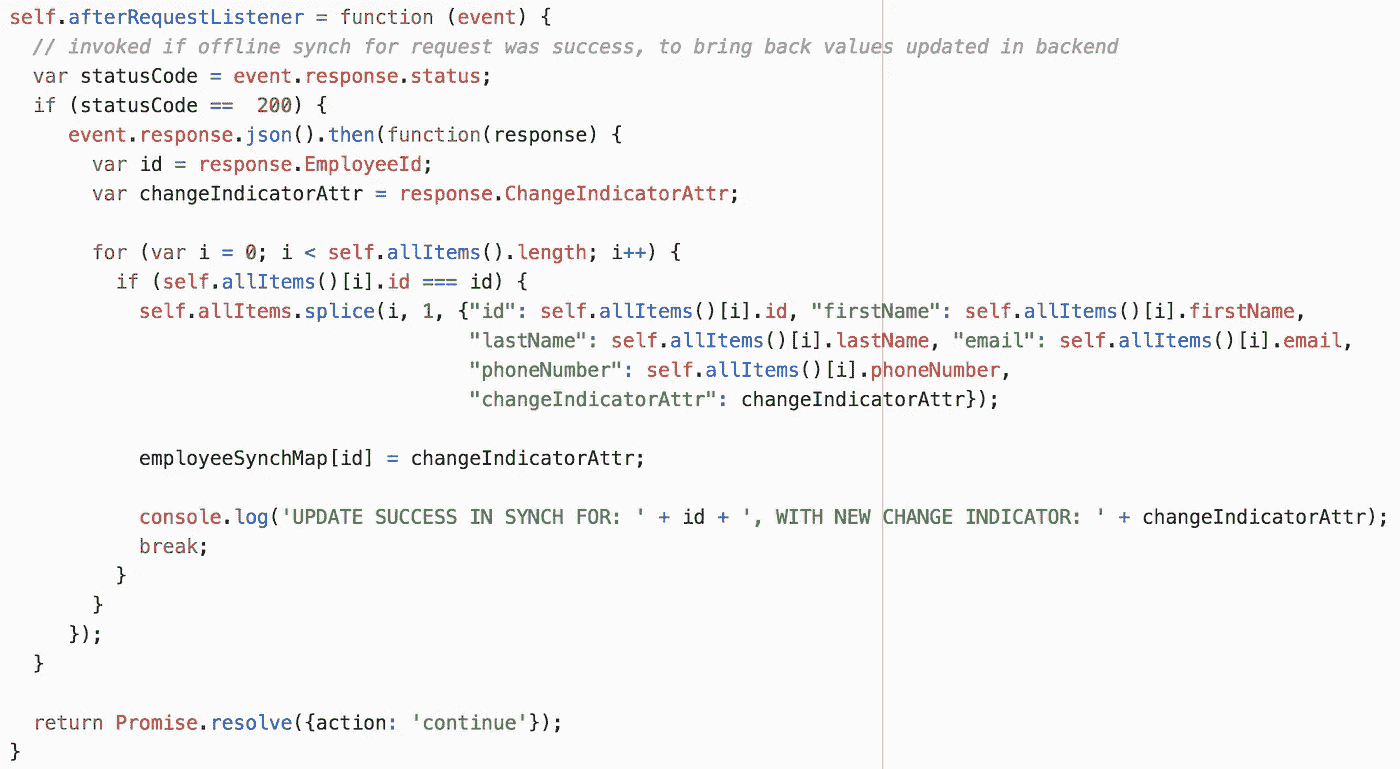 self.afterRequestListener = function (event) {
  // invoked if offline synch for request was success, to bring back values updated in backend
  var statusCode = event.response.status;
  if (statusCode ==  200) {
     event.response.json().then(function(response) {
       var id = response.EmployeeId;
       var changeIndicatorAttr = response.ChangeIndicatorAttr;

       for (var i = 0; i < self.allItems().length; i++) {
         if (self.allItems()[i].id === id) {
           self.allItems.splice(i, 1, {"id": self.allItems()[i].id, "firstName": self.allItems()[i].firstName,
                                       "lastName": self.allItems()[i].lastName, "email": self.allItems()[i].email,
                                       "phoneNumber": self.allItems()[i].phoneNumber,
                                       "changeIndicatorAttr": changeIndicatorAttr});

           employeeSynchMap[id] = changeIndicatorAttr;

           console.log('UPDATE SUCCESS IN SYNCH FOR: ' + id + ', WITH NEW CHANGE INDICATOR: ' + changeIndicatorAttr);
           break;
         }
       }
     });
  }

  return Promise.resolve({action: 'continue'});
}